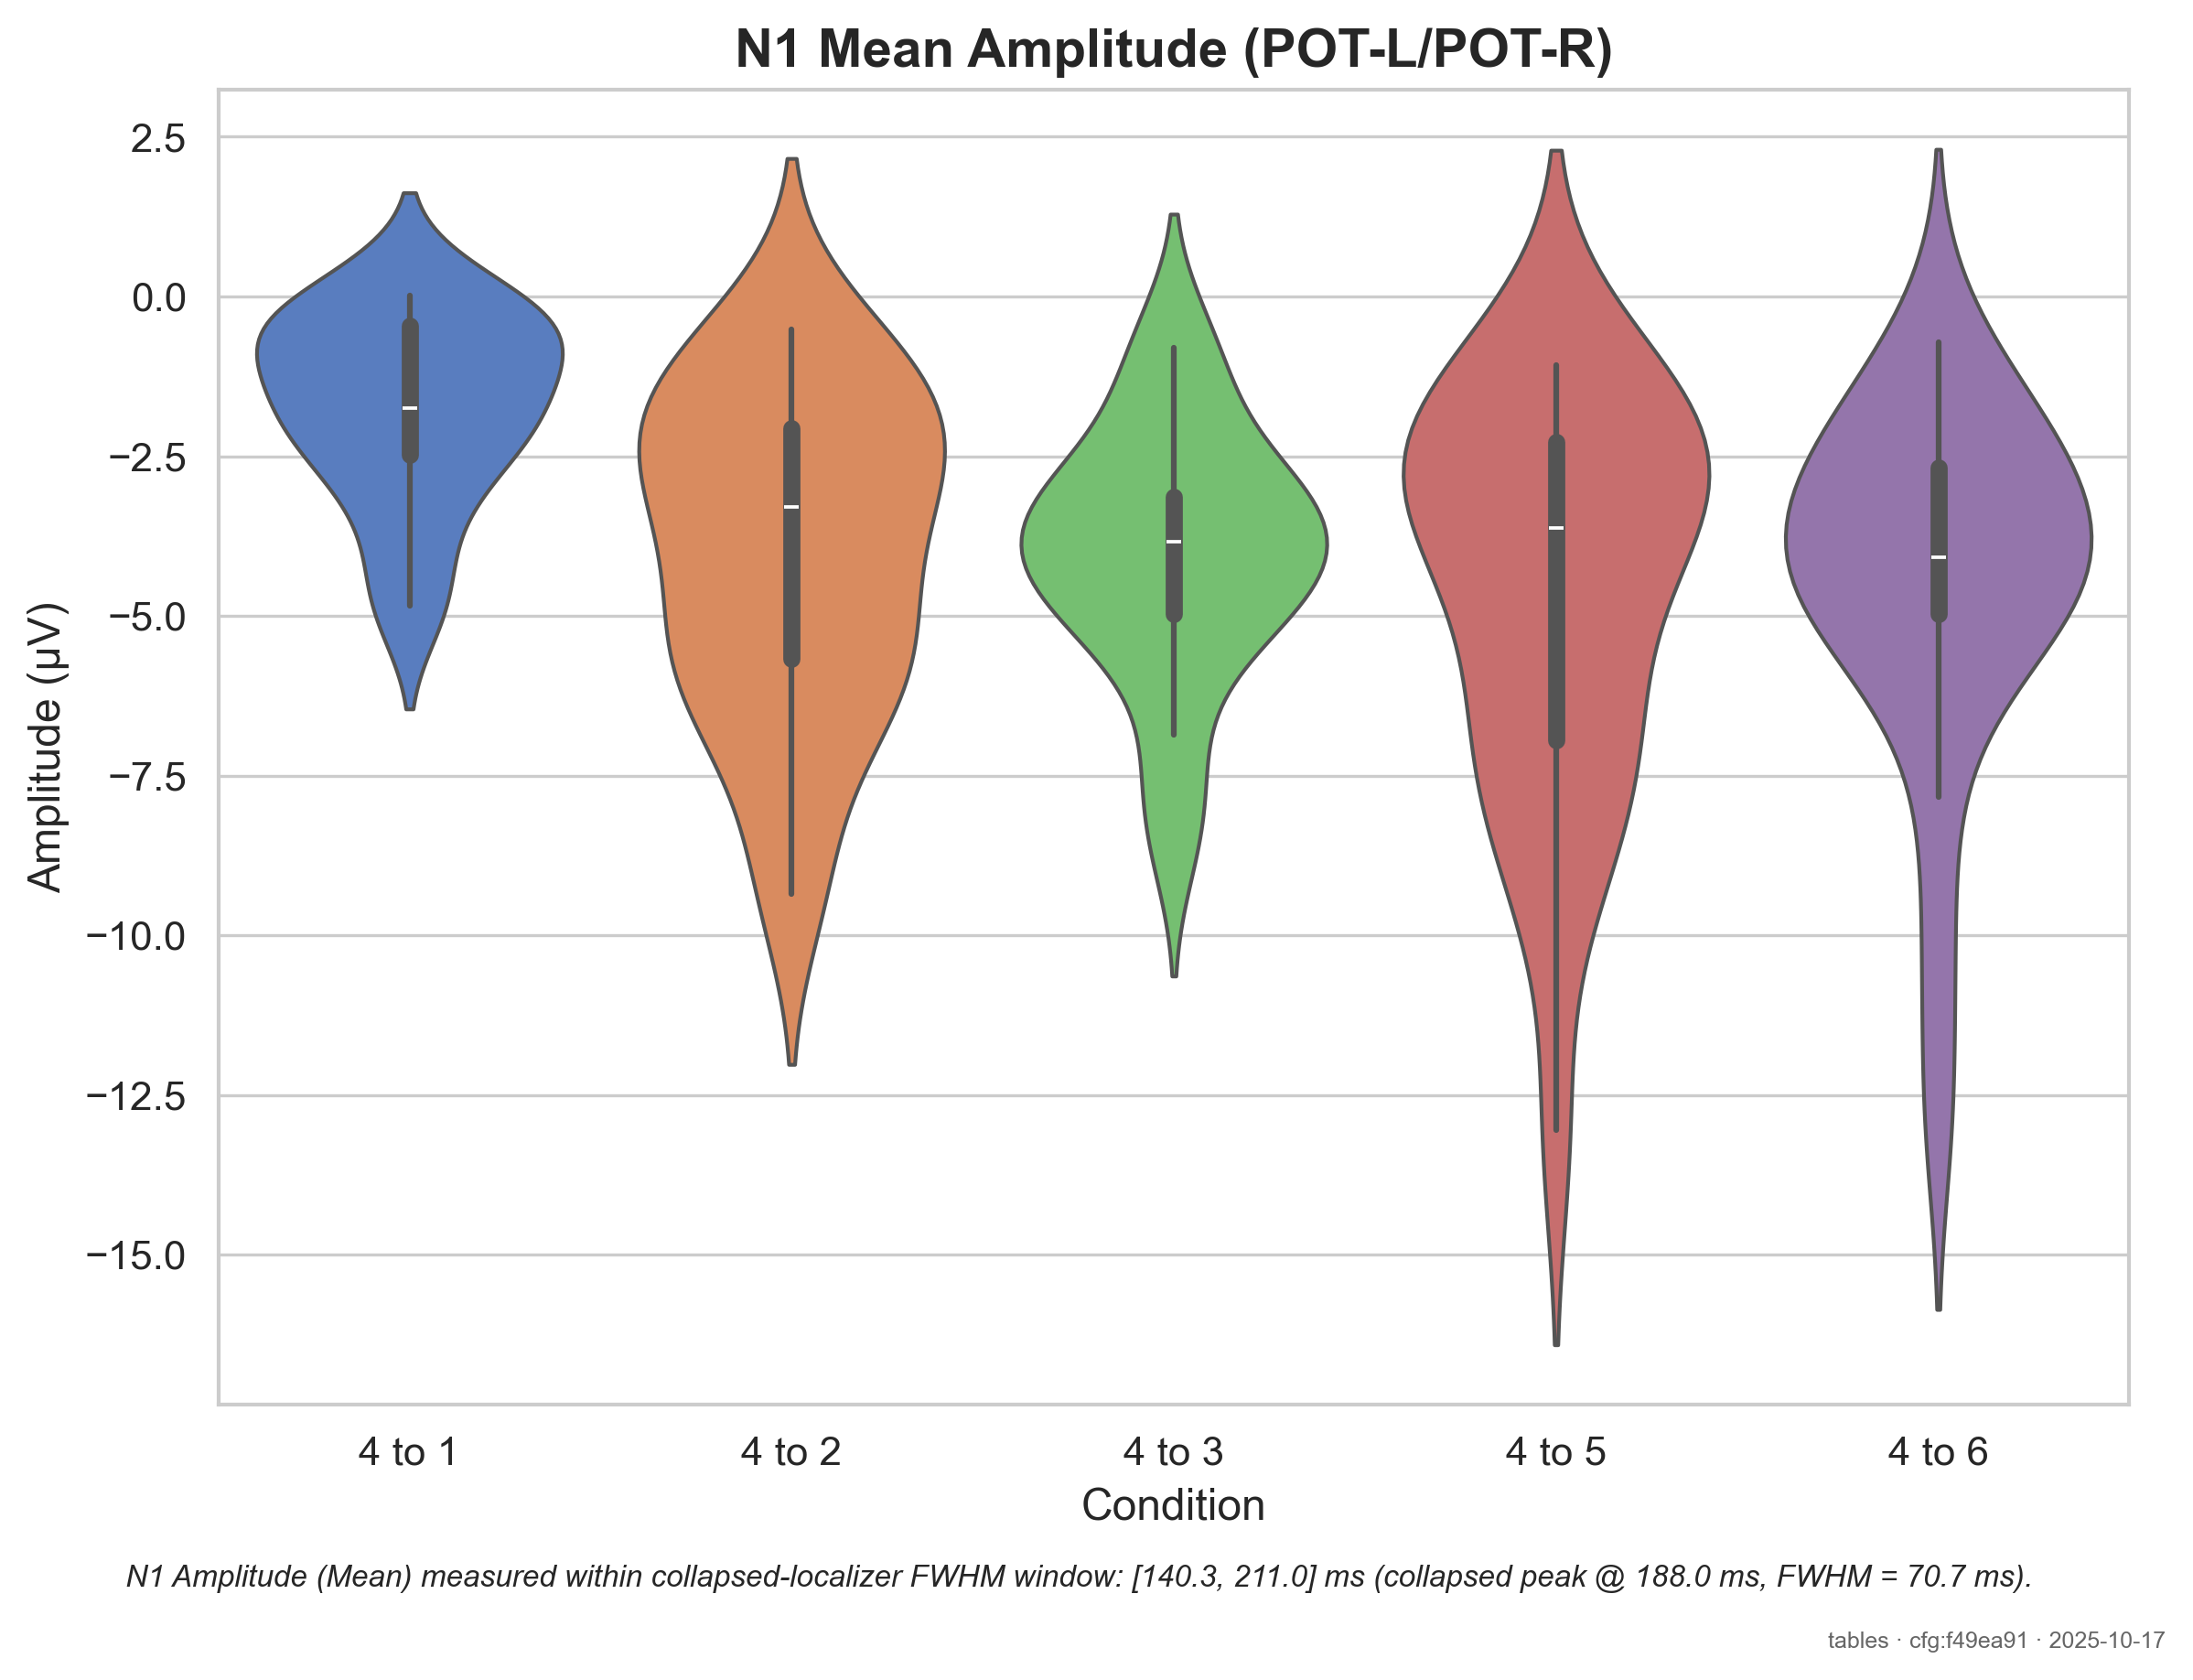 N1 Mean Amplitude (POT-L/POT-R)
2.5
0.0
−2.5
−5.0
−7.5
−10.0
−12.5
−15.0
Amplitude (µV)
4 to 1
4 to 2
4 to 3
4 to 5
4 to 6
Condition
N1 Amplitude (Mean) measured within collapsed-localizer FWHM window: [140.3, 211.0] ms (collapsed peak @ 188.0 ms, FWHM = 70.7 ms).
tables · cfg:f49ea91 · 2025-10-17